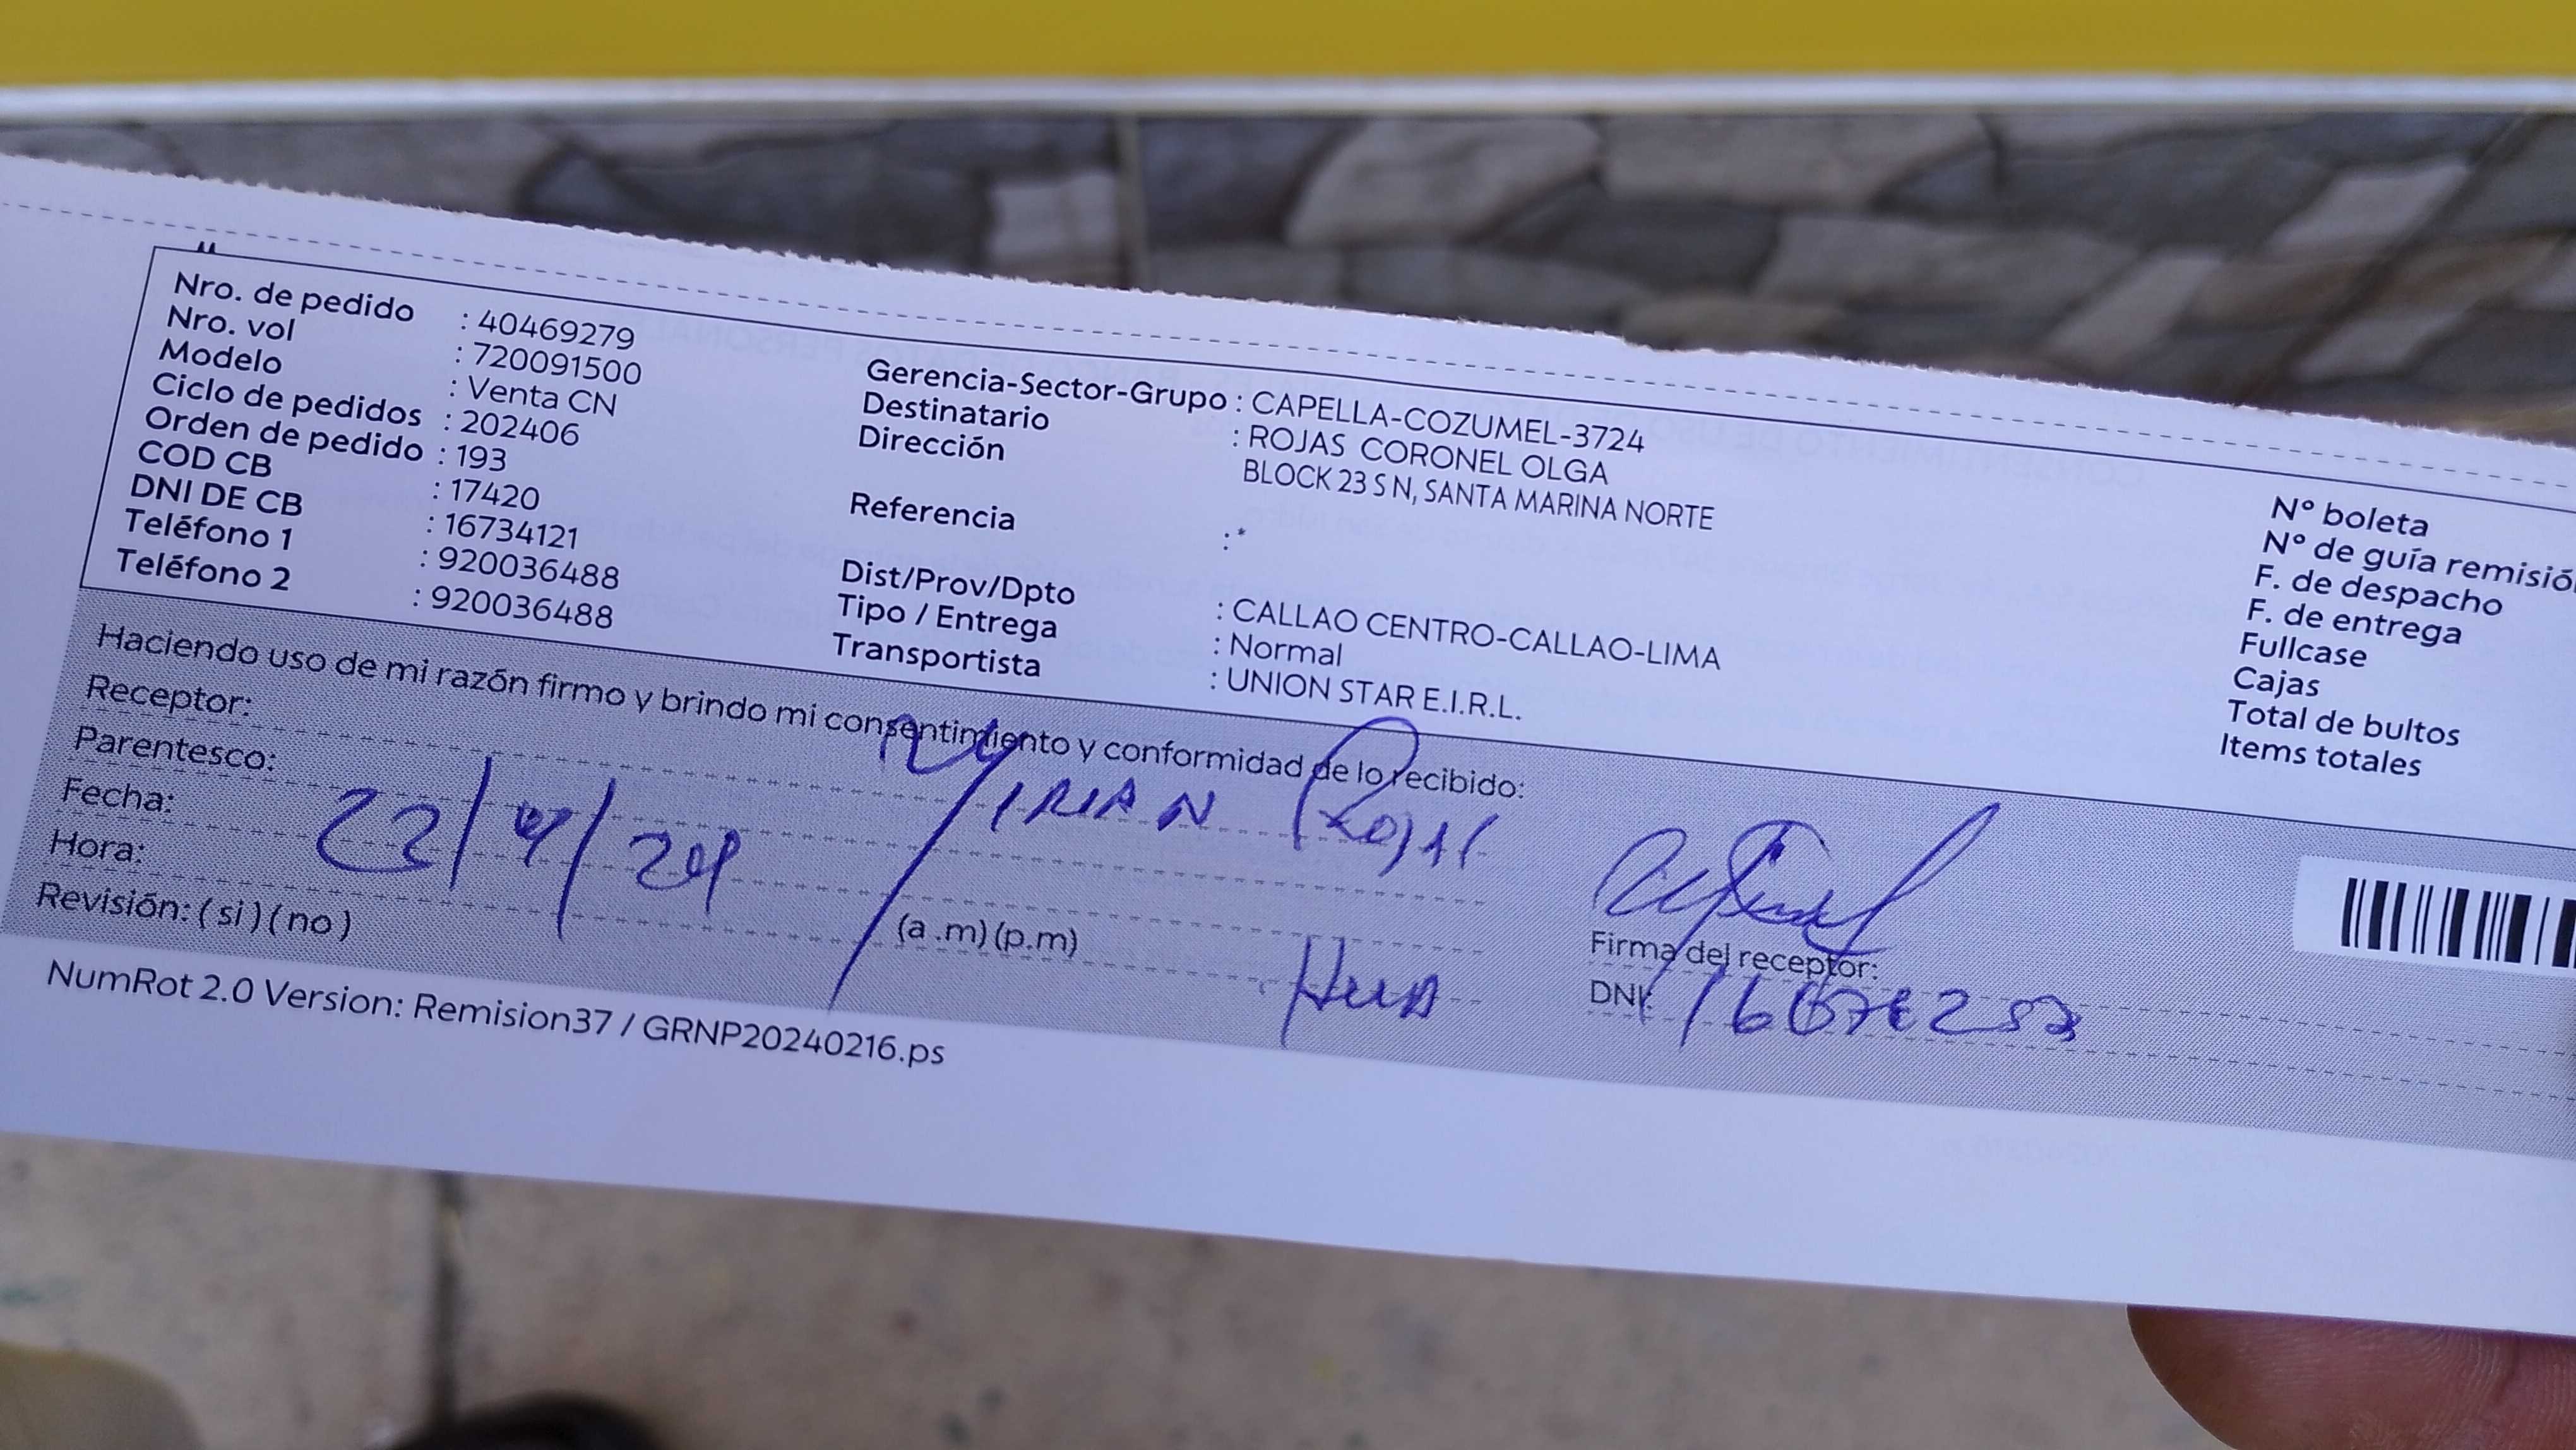 Nro. de pedido : 40469279
Nro. vol : 720091500
Modelo : Venta CN
Ciclo de pedidos : 202406
Orden de pedido : 193
COD CB : 17420
DNI DE CB : 16734121
Teléfono 1 : 920036488
Teléfono 2 : 920036488
Gerencia-Sector-Grupo : CAPELLA-COZUMEL-3724
Destinatario : ROJAS CORONEL OLGA
Dirección BLOCK 23 S N, SANTA MARINA NORTE
Referencia : *
Dist/Prov/Dpto : CALLAO CENTRO-CALLAO-LIMA
Tipo / Entrega : Normal
Transportista : UNION STAR E.I.R.L.
Nº boleta
Nº de guía remisión
F. de despacho
F. de entrega
Fullcase
Cajas
Total de bultos
Items totales
Haciendo uso de mi razón firmo y brindo mi consentimiento y conformidad de lo recibido:
Receptor: MYRIAN Rojas
Parentesco:
Fecha: 22/4/24
Hora: (a .m) (p.m)
Revisión: ( si ) ( no )
Firma del receptor:
DNI:
NumRot 2.0 Version: Remision37 / GRNP20240216.ps